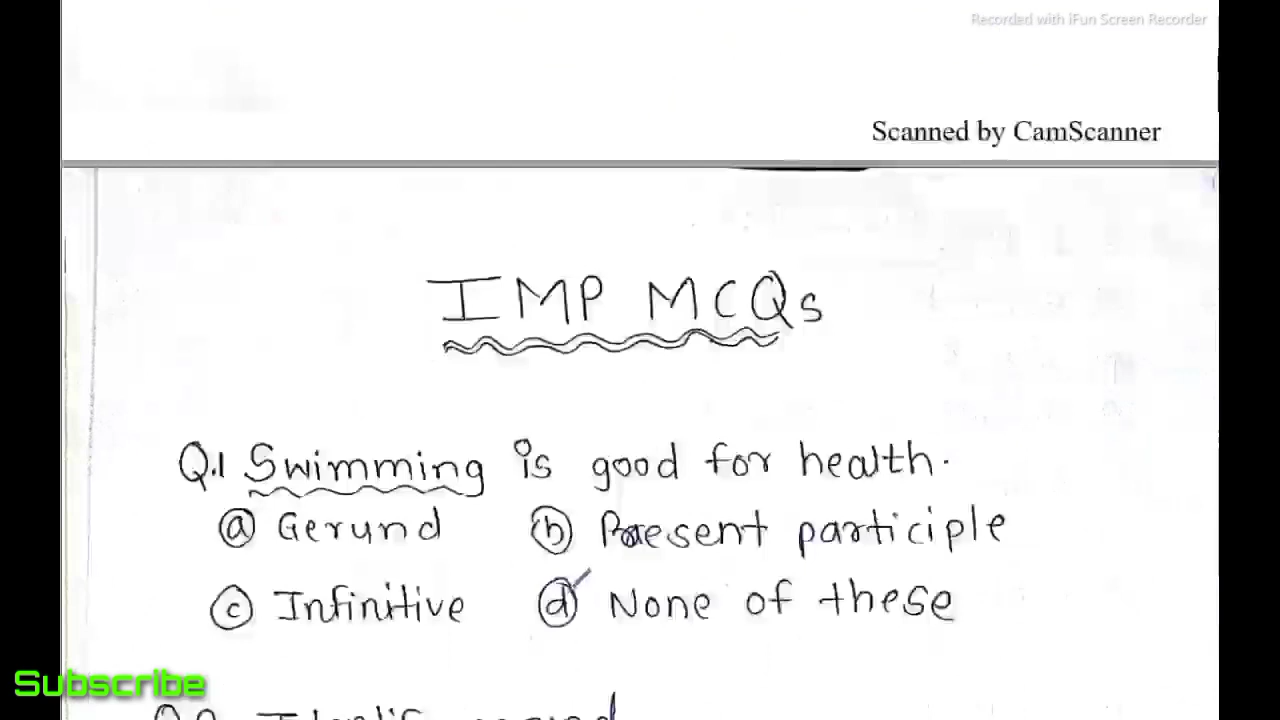 Recorded with iFun Screen Recorder
Scanned by CamScanner
IMP MCQs
Q.1 Swimming is good for health.
(a) Gerund (b) Present participle
(c) Infinitive (d) None of these
Subscribe